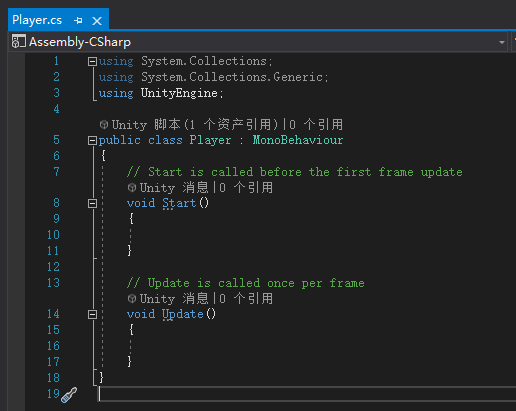 Player.cs
Assembly-CSharp
1 using System.Collections;
2 using System.Collections.Generic;
3 using UnityEngine;
4
Unity 脚本(1 个资产引用)|0 个引用
5 public class Player : MonoBehaviour
6 {
7 // Start is called before the first frame update
Unity 消息|0 个引用
8 void Start()
9 {
10
11 }
12
13 // Update is called once per frame
Unity 消息|0 个引用
14 void Update()
15 {
16
17 }
18 }
19